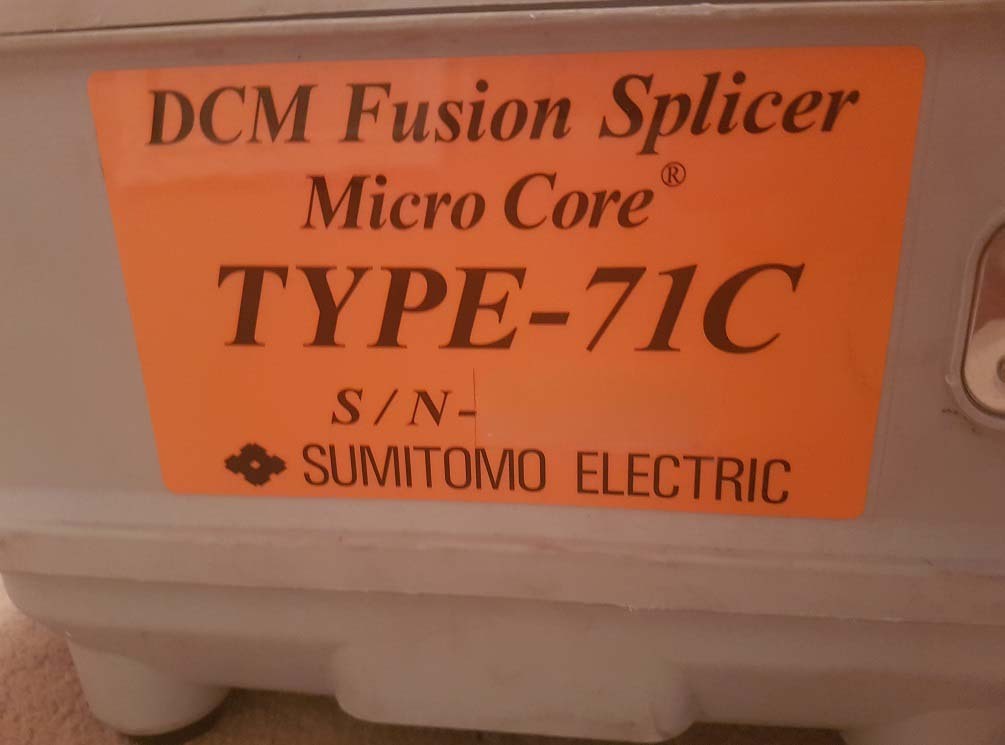 DCM Fusion Splicer
Micro Core®
TYPE-71C
S/N-
SUMITOMO ELECTRIC